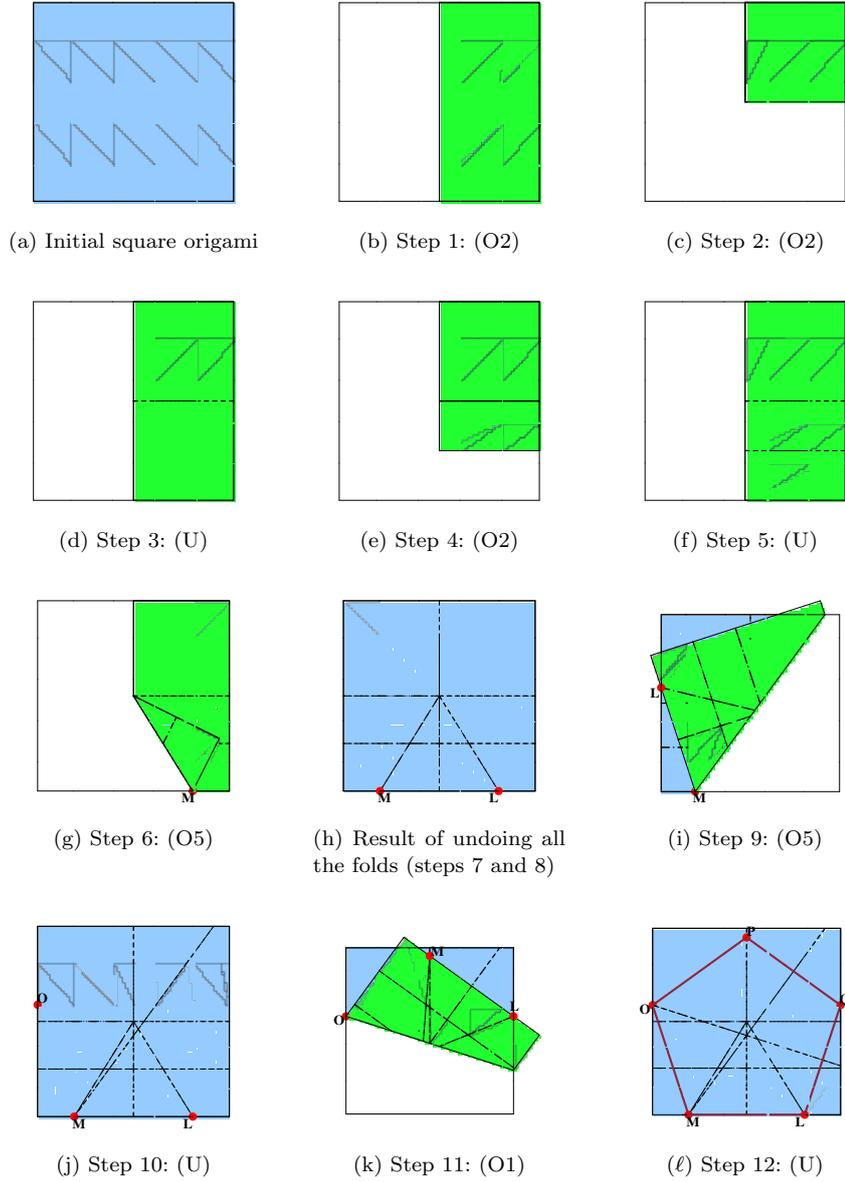 (a) Initial square origami
(b) Step 1: (O2)
(c) Step 2: (O2)
(d) Step 3: (U)
(e) Step 4: (O2)
(f) Step 5: (U)
M
(g) Step 6: (O5)
M
L
(h) Result of undoing all
the folds (steps 7 and 8)
L
M
(i) Step 9: (O5)
O
M
L
(j) Step 10: (U)
M
O
L
(k) Step 11: (O1)
P
O
M
L
(ℓ) Step 12: (U)